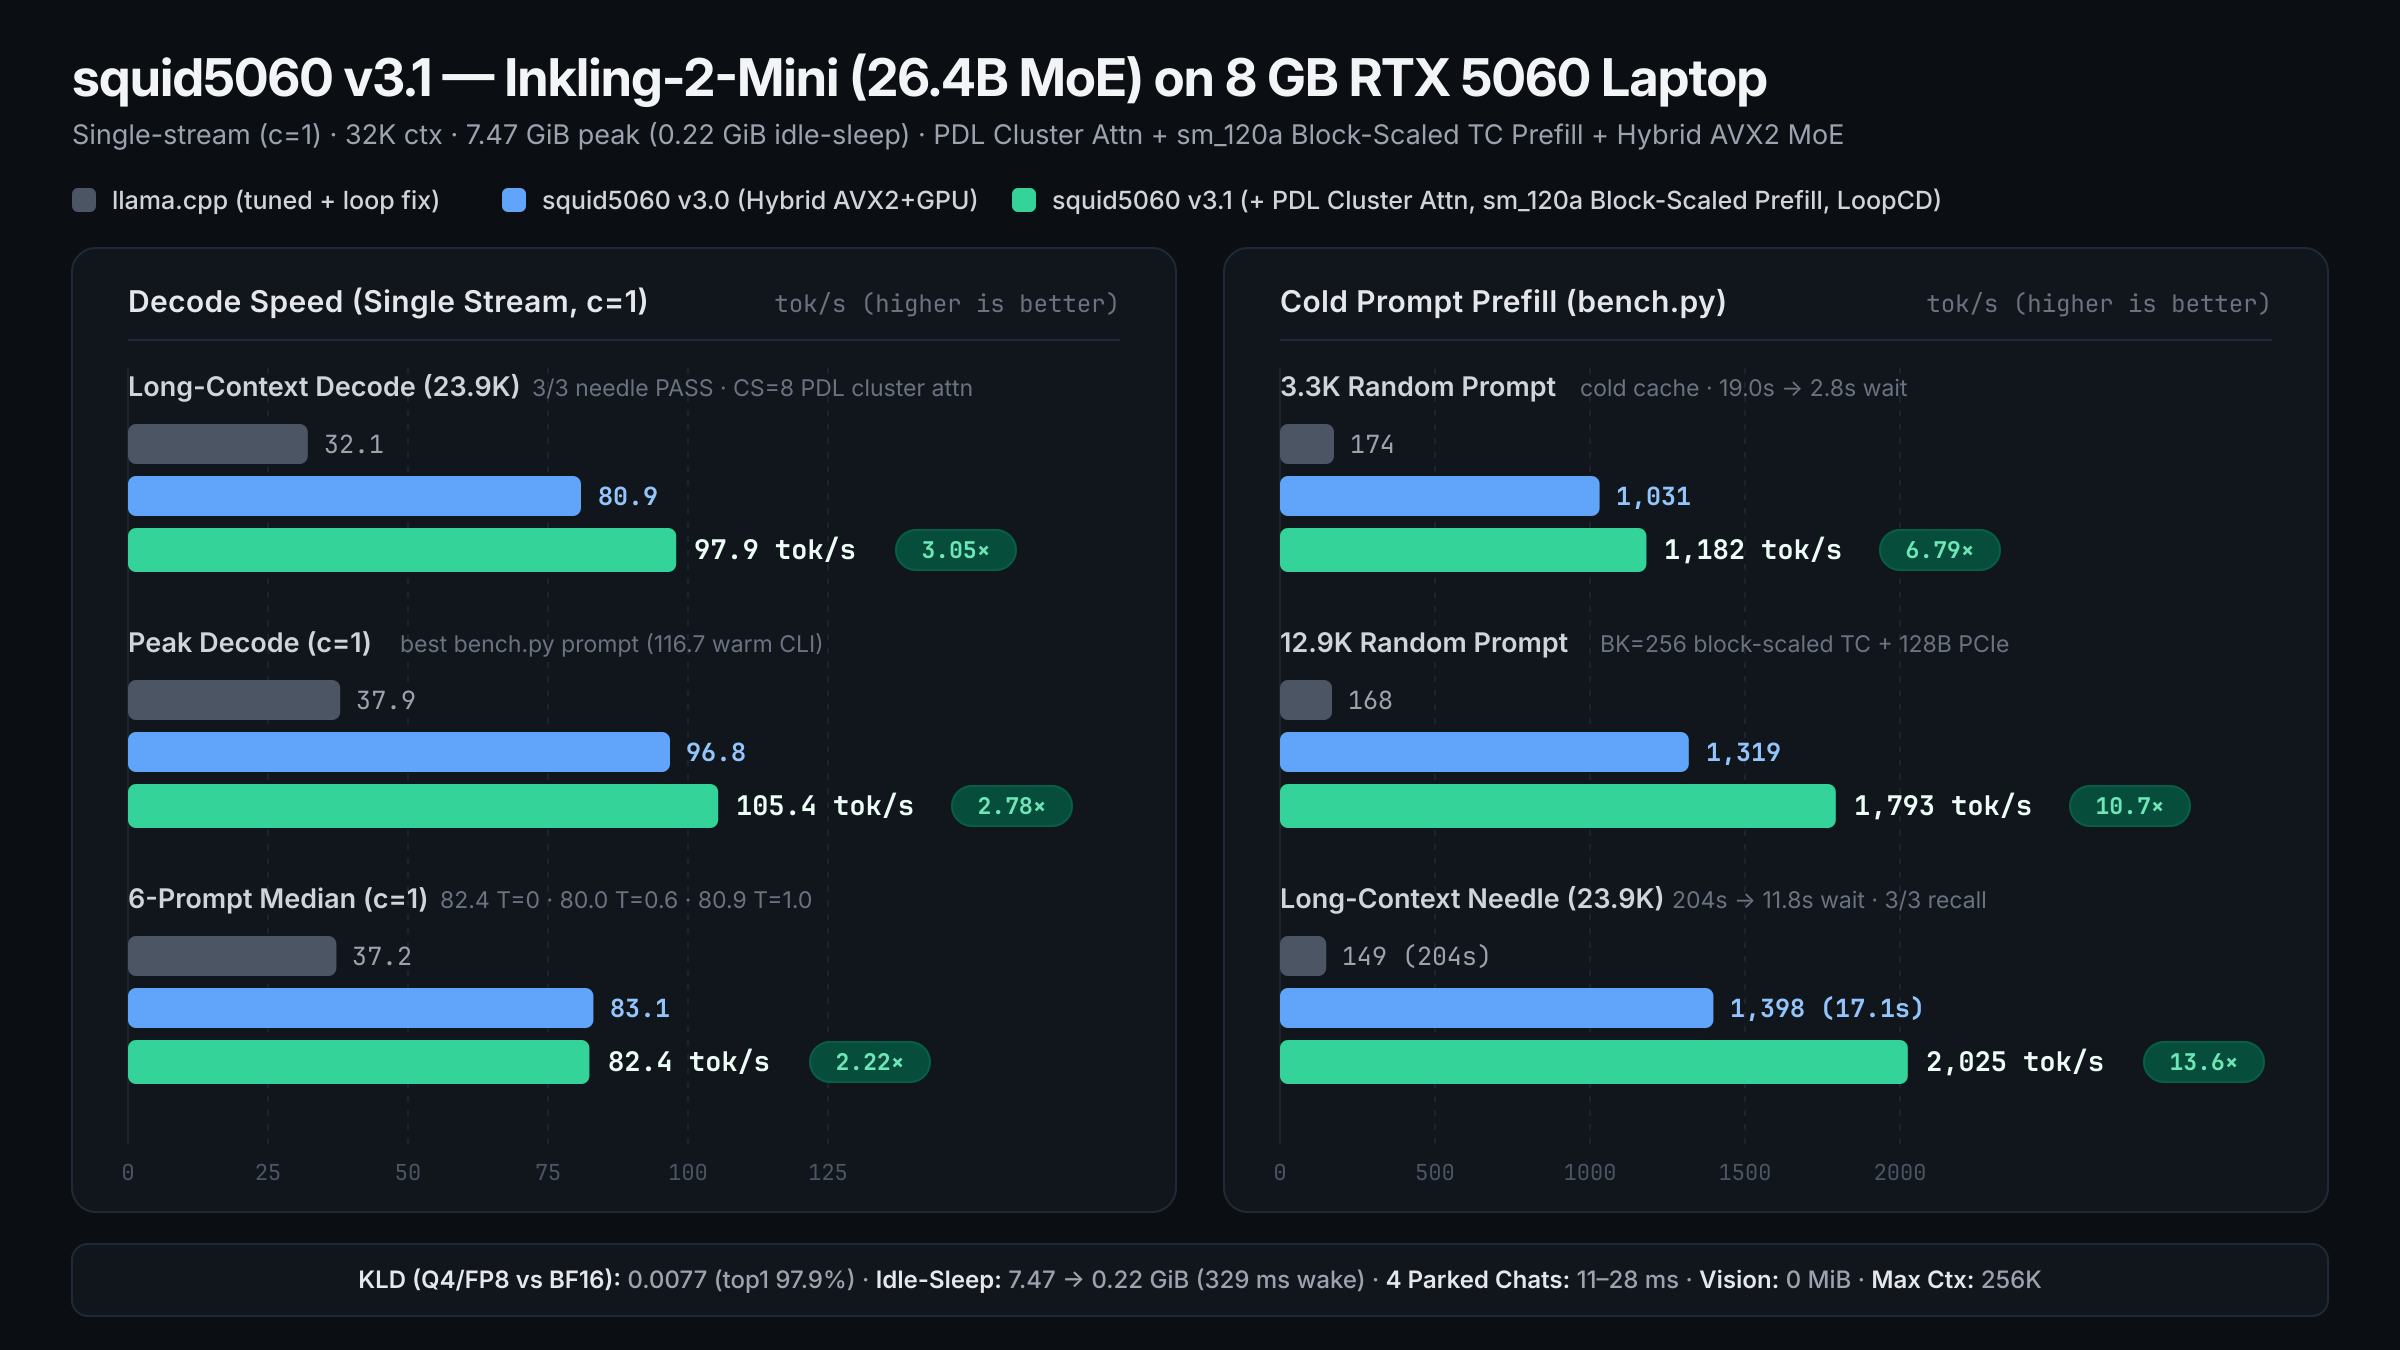 squid5060 v3.1 — Inkling-2-Mini (26.4B MoE) on 8 GB RTX 5060 Laptop
Single-stream (c=1) · 32K ctx · 7.47 GiB peak (0.22 GiB idle-sleep) · PDL Cluster Attn + sm_120a Block-Scaled TC Prefill + Hybrid AVX2 MoE
llama.cpp (tuned + loop fix) squid5060 v3.0 (Hybrid AVX2+GPU) squid5060 v3.1 (+ PDL Cluster Attn, sm_120a Block-Scaled Prefill, LoopCD)
Decode Speed (Single Stream, c=1) tok/s (higher is better)
Long-Context Decode (23.9K) 3/3 needle PASS · CS=8 PDL cluster attn
32.1
80.9
97.9 tok/s 3.05×
Peak Decode (c=1) best bench.py prompt (116.7 warm CLI)
37.9
96.8
105.4 tok/s 2.78×
6-Prompt Median (c=1) 82.4 T=0 · 80.0 T=0.6 · 80.9 T=1.0
37.2
83.1
82.4 tok/s 2.22×
0 25 50 75 100 125
Cold Prompt Prefill (bench.py) tok/s (higher is better)
3.3K Random Prompt cold cache · 19.0s → 2.8s wait
174
1,031
1,182 tok/s 6.79×
12.9K Random Prompt BK=256 block-scaled TC + 128B PCIe
168
1,319
1,793 tok/s 10.7×
Long-Context Needle (23.9K) 204s → 11.8s wait · 3/3 recall
149 (204s)
1,398 (17.1s)
2,025 tok/s 13.6×
0 500 1000 1500 2000
KLD (Q4/FP8 vs BF16): 0.0077 (top1 97.9%) · Idle-Sleep: 7.47 → 0.22 GiB (329 ms wake) · 4 Parked Chats: 11–28 ms · Vision: 0 MiB · Max Ctx: 256K